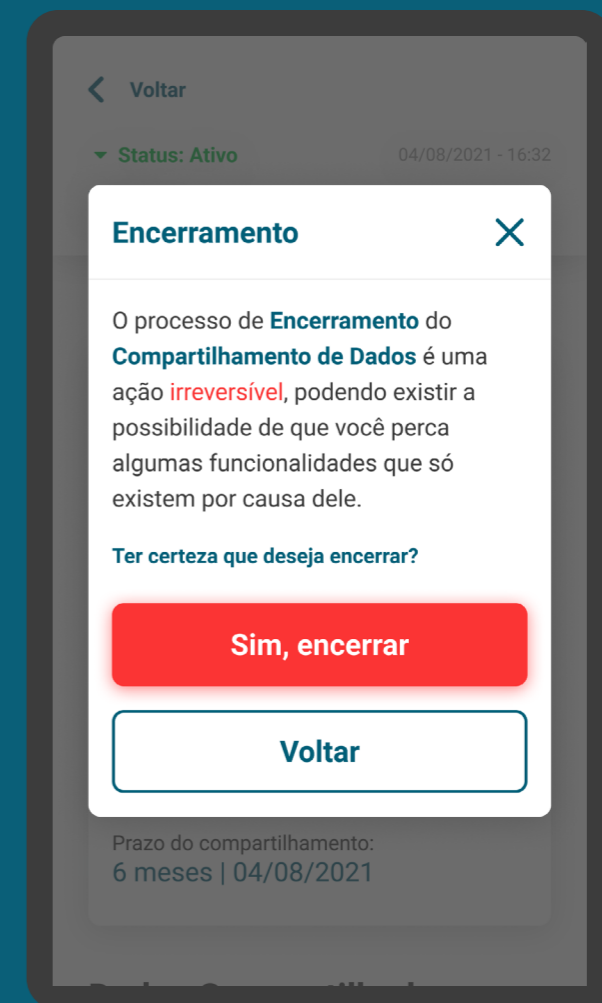 Voltar
Status: Ativo
04/08/2021 - 16:32
Encerramento
O processo de Encerramento do
Compartilhamento de Dados é uma
ação irreversível, podendo existir a
possibilidade de que você perca
algumas funcionalidades que só
existem por causa dele.
Ter certeza que deseja encerrar?
Sim, encerrar
Voltar
Prazo do compartilhamento:
6 meses | 04/08/2021